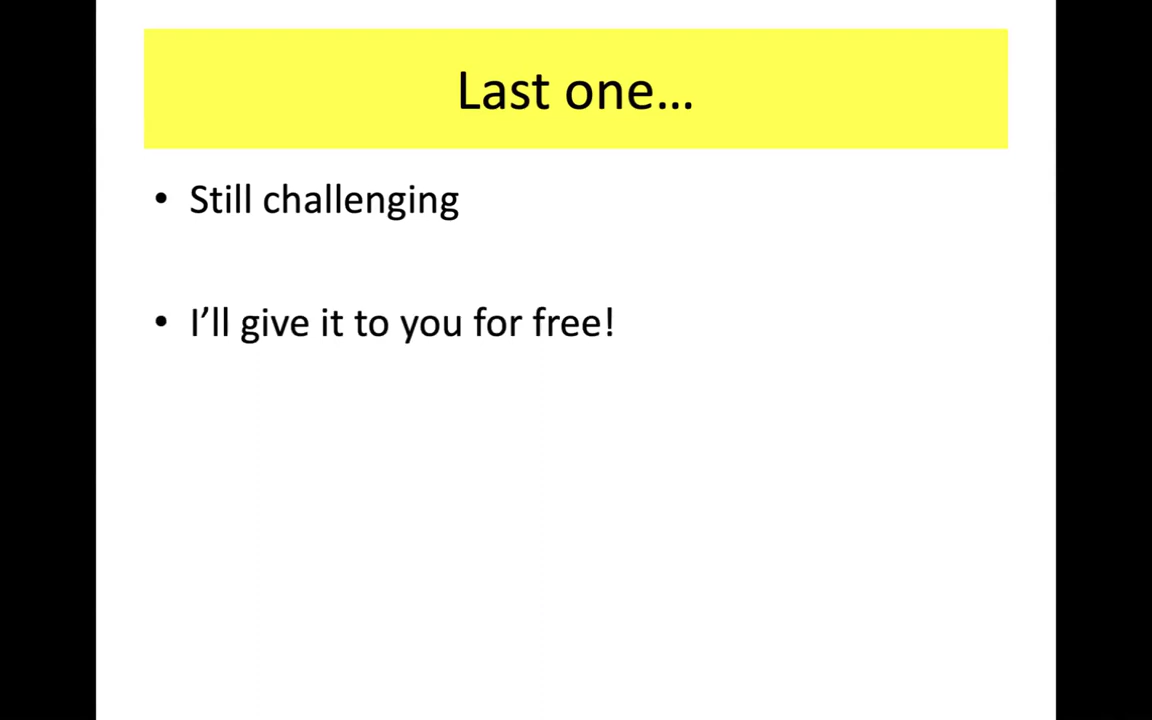 Last one…
• Still challenging
• I’ll give it to you for free!